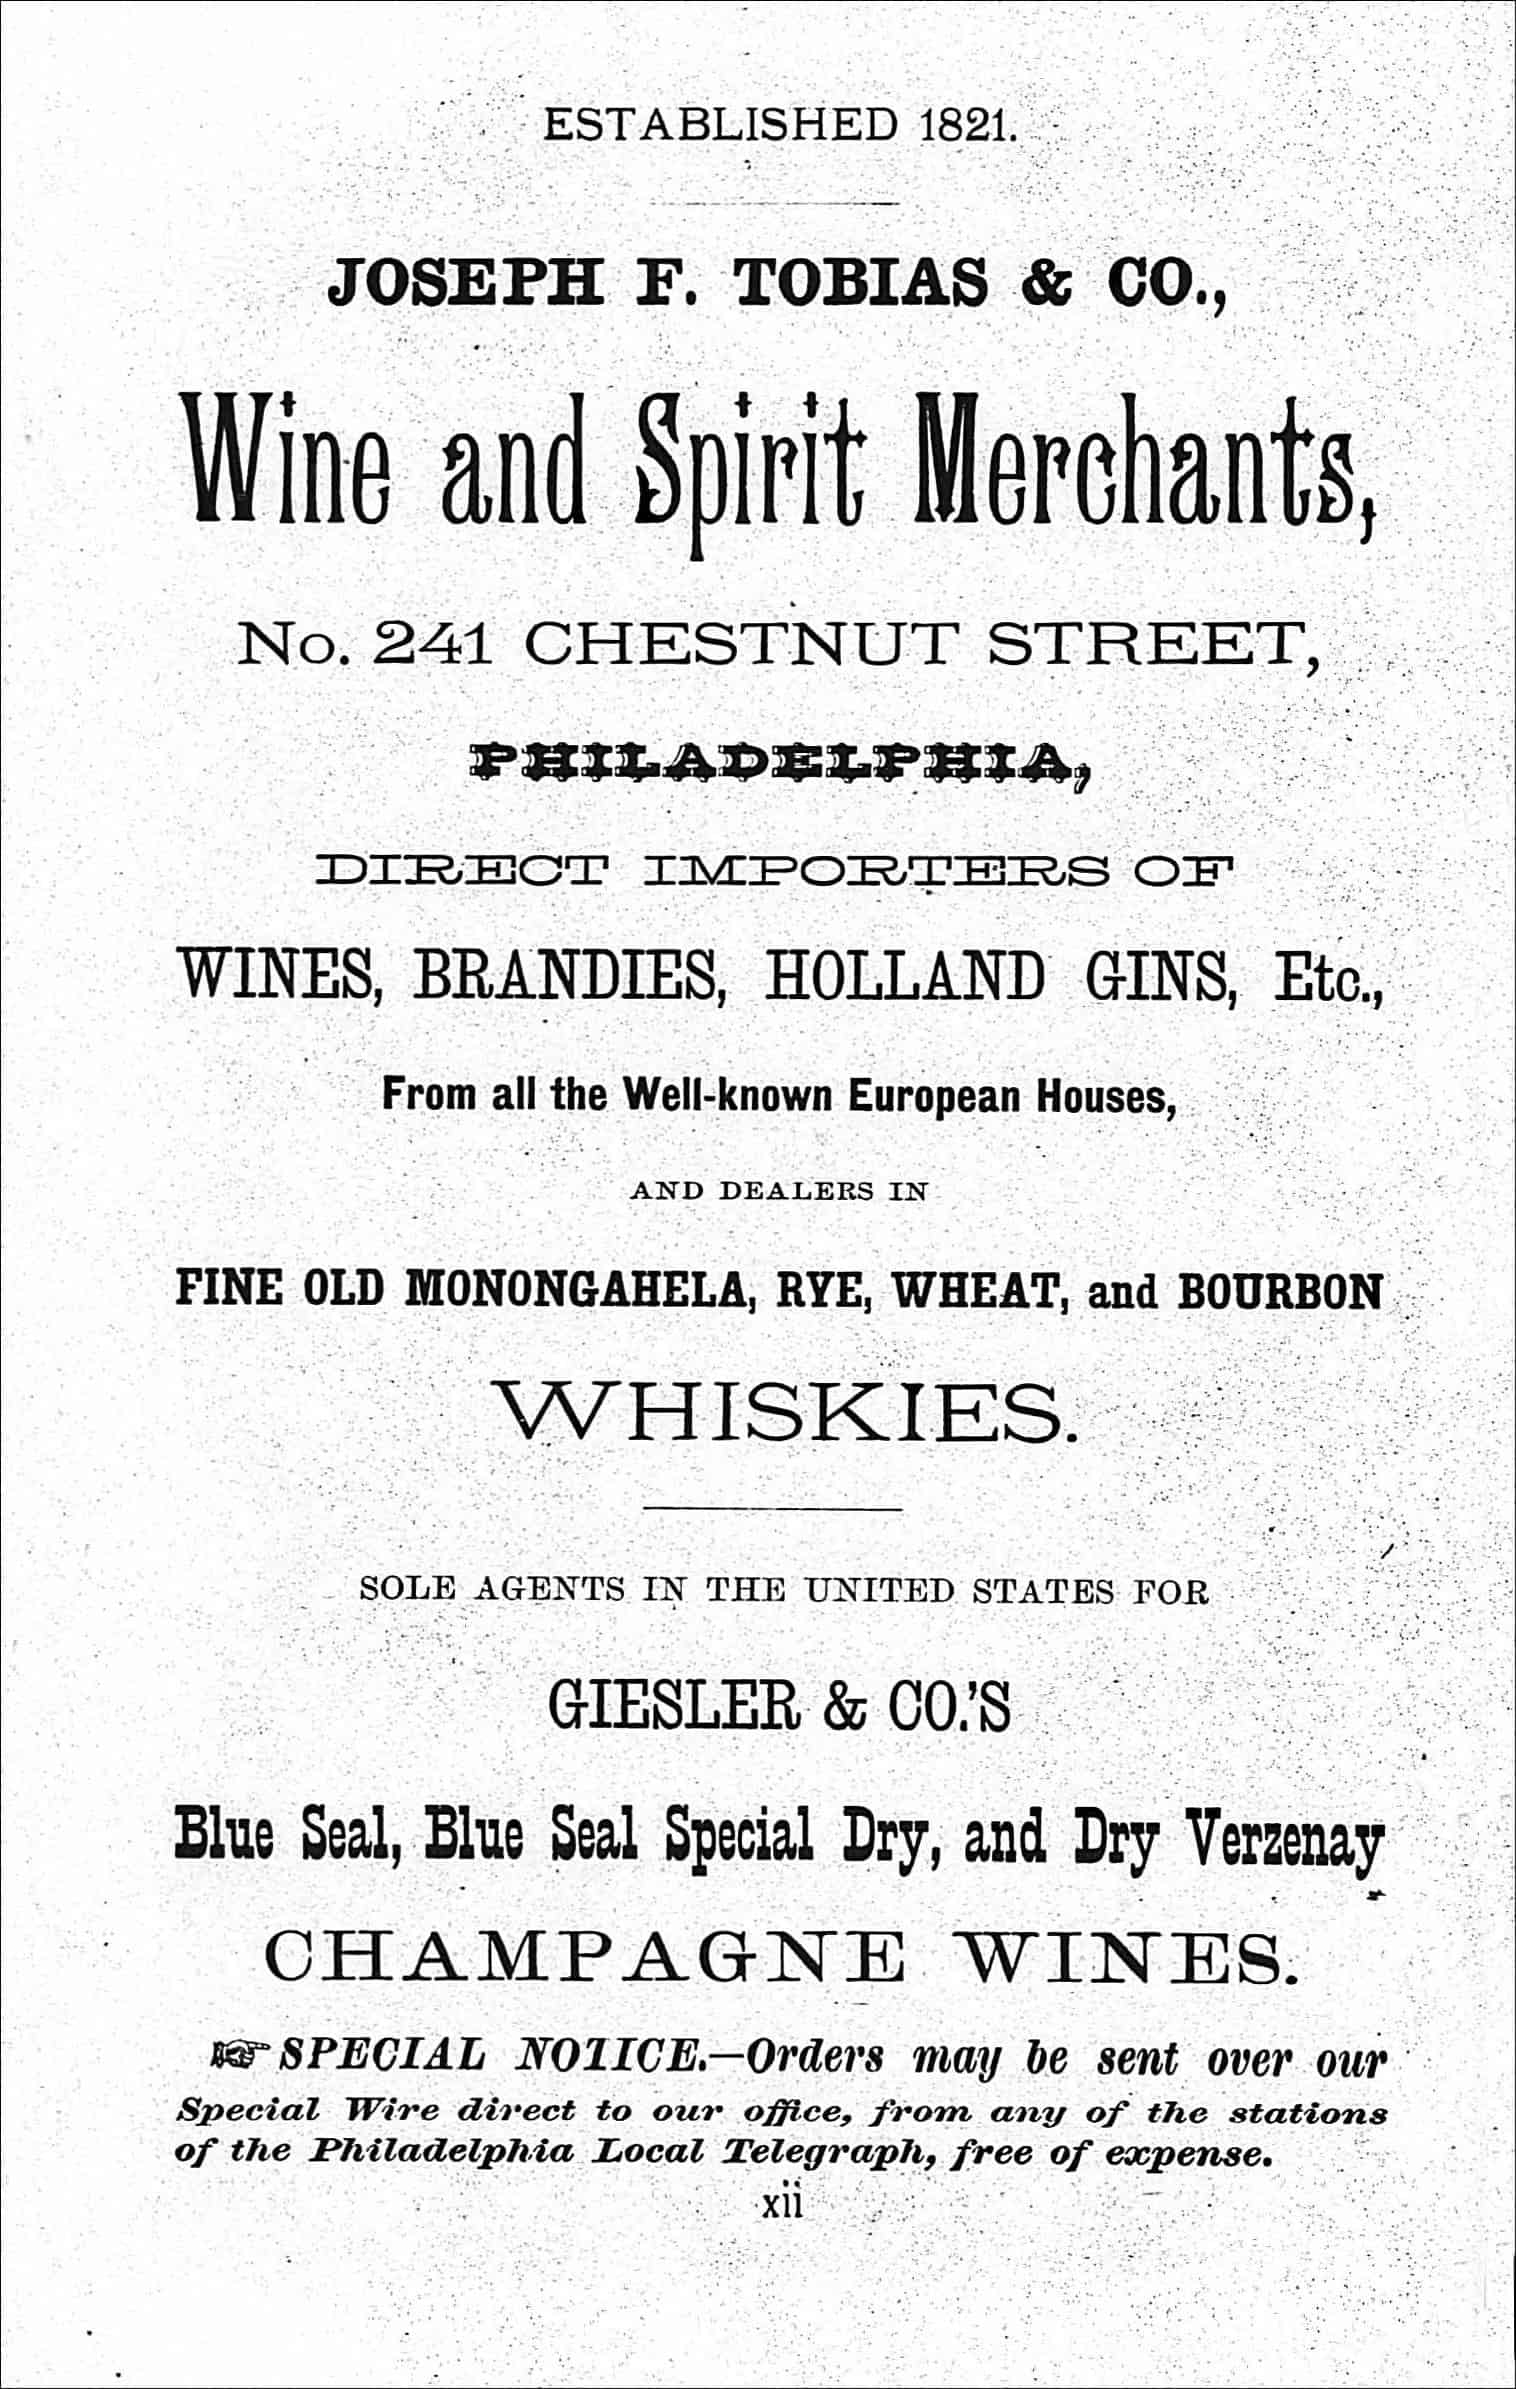 ESTABLISHED 1821.
JOSEPH F. TOBIAS & CO.,
Wine and Spirit Merchants,
No. 241 CHESTNUT STREET,
PHILADELPHIA,
DIRECT IMPORTERS OF
WINES, BRANDIES, HOLLAND GINS, Etc.,
From all the Well-known European Houses,
AND DEALERS IN
FINE OLD MONONGAHELA, RYE, WHEAT, and BOURBON
WHISKIES.
SOLE AGENTS IN THE UNITED STATES FOR
GIESLER & CO.'S
Blue Seal, Blue Seal Special Dry, and Dry Verzenay
CHAMPAGNE WINES.
☞ SPECIAL NOTICE.—Orders may be sent over our
Special Wire direct to our office, from any of the stations
of the Philadelphia Local Telegraph, free of expense.
xii